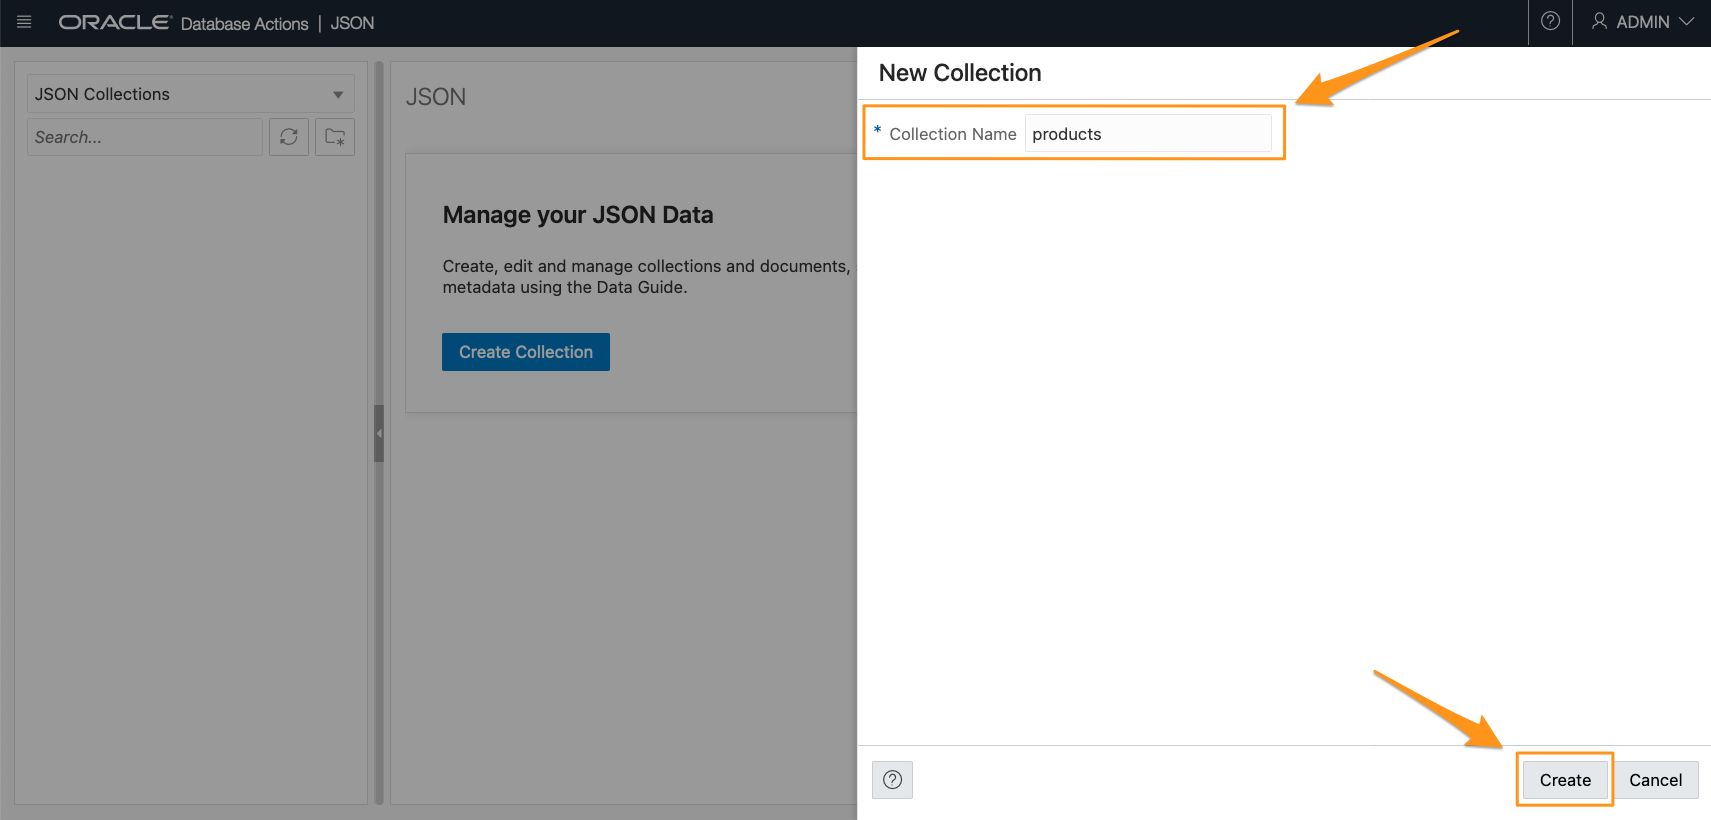 ORACLE Database Actions | JSON
ADMIN
JSON Collections
Search...
JSON
Manage your JSON Data
Create, edit and manage collections and documents,
metadata using the Data Guide.
Create Collection
New Collection
* Collection Name products
Create Cancel